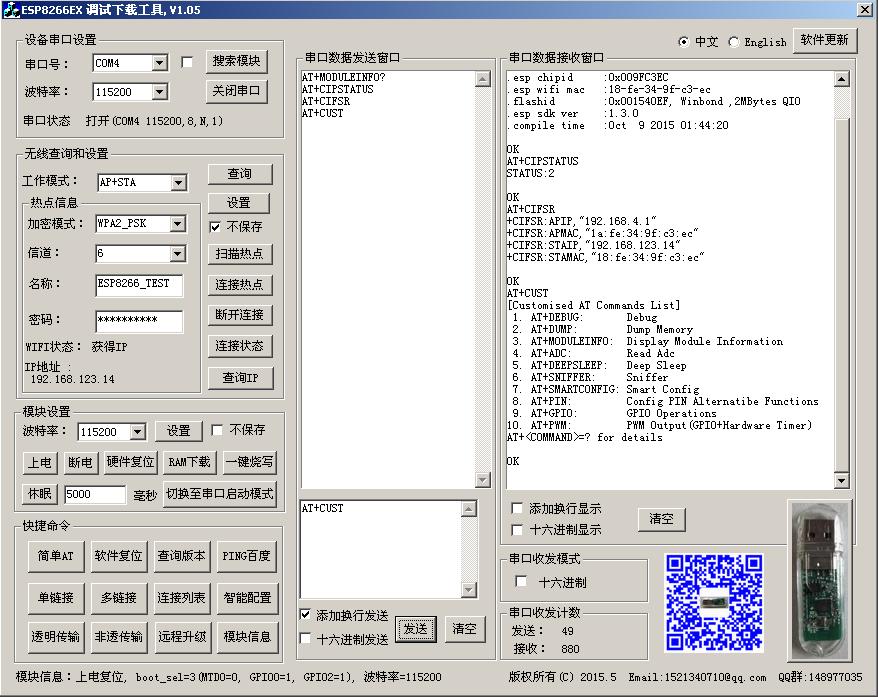 ESP8266EX 调试下载工具, V1.05
设备串口设置
串口号： COM4 搜索模块
波特率： 115200 关闭串口
串口状态 打开(COM4 115200,8,N,1)
无线查询和设置
工作模式： AP+STA 查询
热点信息 设置
加密模式： WPA2_PSK 不保存
信道： 6 扫描热点
名称： ESP8266_TEST 连接热点
密码： ********** 断开连接
WIFI状态： 获得IP 连接状态
IP地址 :
192.168.123.14 查询IP
模块设置
波特率： 115200 设置 不保存
上电 断电 硬件复位 RAM下载 一键烧写
休眠 5000 毫秒 切换至串口启动模式
快捷命令
简单AT 软件复位 查询版本 PING百度
单链接 多链接 连接列表 智能配置
透明传输 非透传输 远程升级 模块信息
串口数据发送窗口
AT+MODULEINFO?
AT+CIPSTATUS
AT+CIFSR
AT+CUST
AT+CUST
添加换行发送
十六进制发送
发送 清空
中文 English 软件更新
串口数据接收窗口
.esp chipid :0x009FC3EC
.esp wifi mac :18-fe-34-9f-c3-ec
.flashid :0x001540EF, Winbond ,2MBytes QIO
.esp sdk ver :1.3.0
.compile time :Oct 9 2015 01:44:20
OK
AT+CIPSTATUS
STATUS:2
OK
AT+CIFSR
+CIFSR:APIP,"192.168.4.1"
+CIFSR:APMAC,"1a:fe:34:9f:c3:ec"
+CIFSR:STAIP,"192.168.123.14"
+CIFSR:STAMAC,"18:fe:34:9f:c3:ec"
OK
AT+CUST
[Customised AT Commands List]
1. AT+DEBUG: Debug
2. AT+DUMP: Dump Memory
3. AT+MODULEINFO: Display Module Information
4. AT+ADC: Read Adc
5. AT+DEEPSLEEP: Deep Sleep
6. AT+SNIFFER: Sniffer
7. AT+SMARTCONFIG: Smart Config
8. AT+PIN: Config PIN Alternatibe Functions
9. AT+GPIO: GPIO Operations
10. AT+PWM: PWM Output(GPIO+Hardware Timer)
AT+<COMMAND>=? for details
OK
添加换行显示
十六进制显示
清空
串口收发模式
十六进制
串口收发计数
发送： 49
接收： 880
模块信息：上电复位, boot_sel=3(MTDO=0, GPIO0=1, GPIO2=1), 波特率=115200
版权所有(C) 2015.5 Email:1521340710@qq.com QQ群:148977035